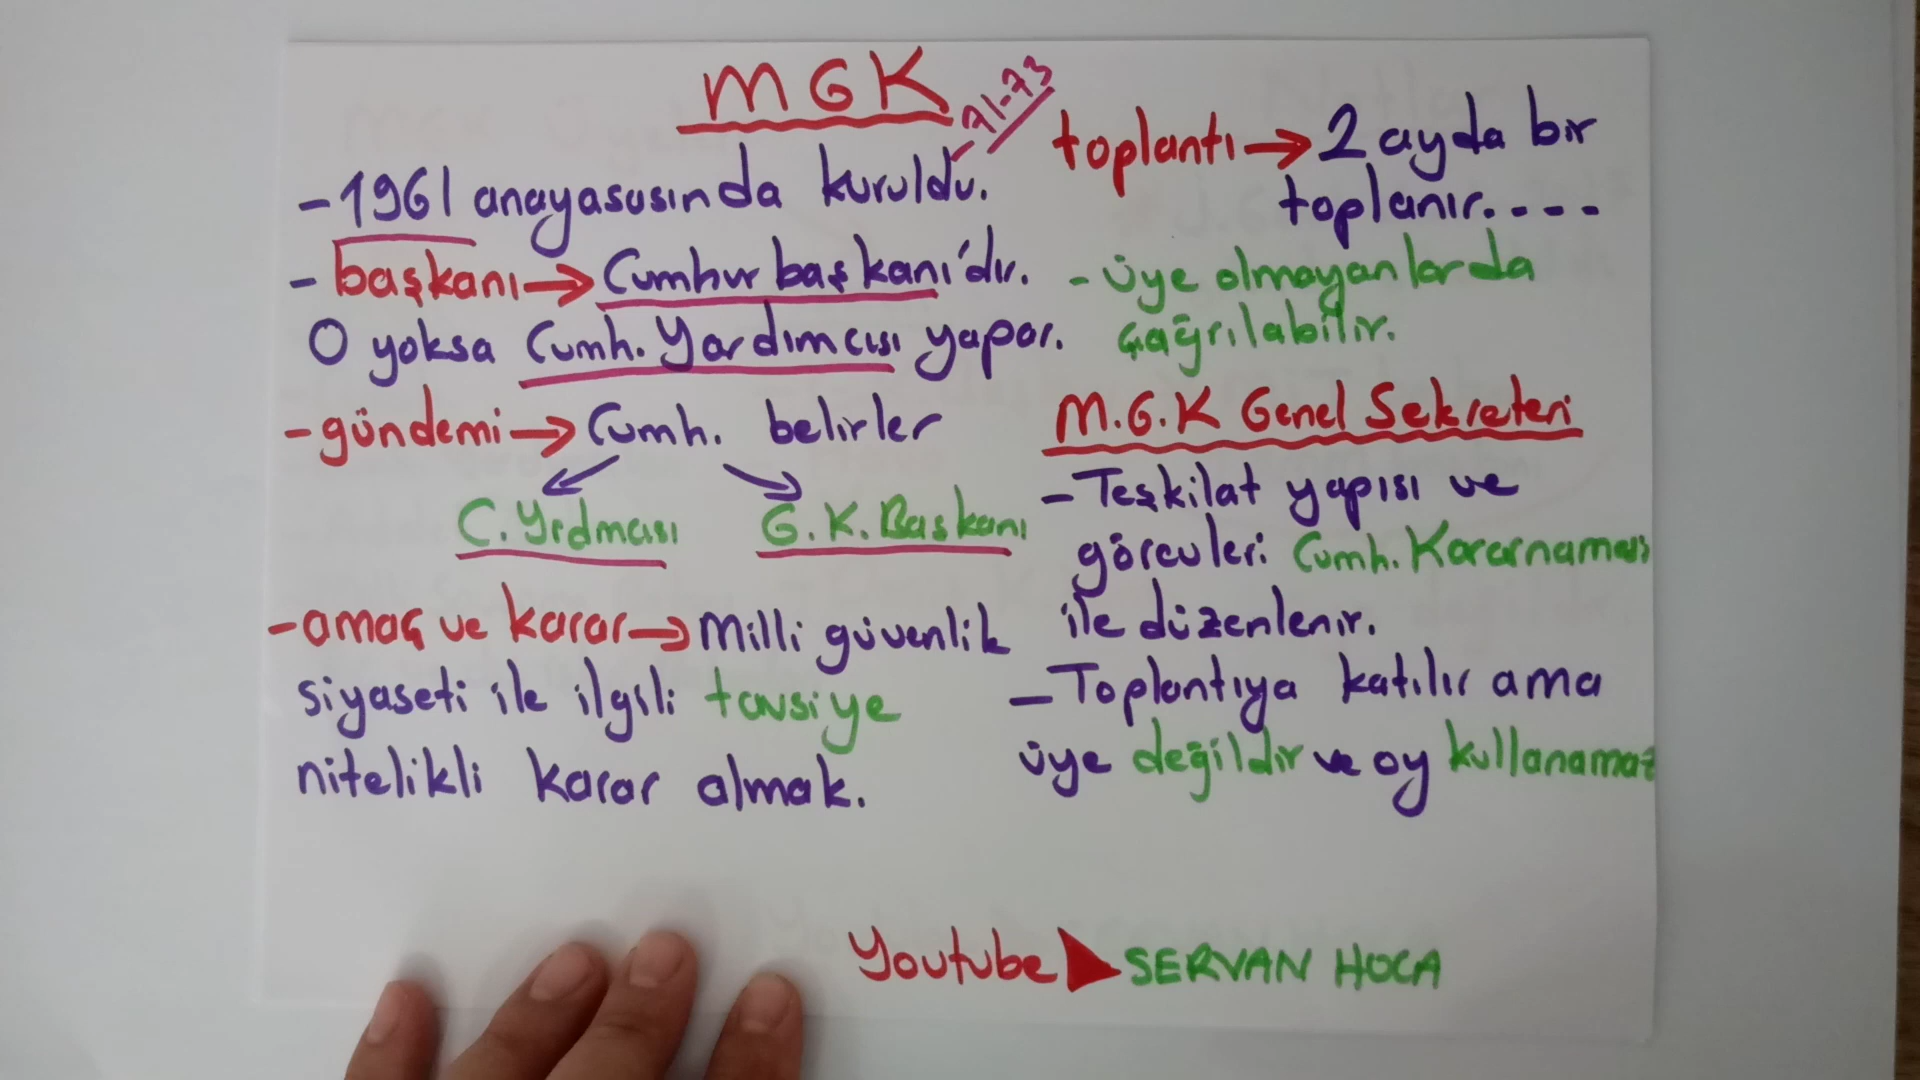 MGK
71-73
- 1961 anayasasında kuruldu.
- başkanı → Cumhurbaşkanı'dır.
O yoksa Cumh. Yardımcısı yapar.
- gündemi → Cumh. belirler
C. Yrdmcısı G.K. Başkanı
- amaç ve karar → Milli güvenlik
siyaseti ile ilgili tavsiye
nitelikli karar almak.
toplantı → 2 ayda bir
toplanır....
- Üye olmayanlarda
çağrılabilir.
M.G.K Genel Sekreteri
- Teşkilat yapısı ve
görevleri Cumh. Kararnamesi
ile düzenlenir.
- Toplantıya katılır ama
üye değildir ve oy kullanamaz
Youtube ▶ SERVAN HOCA